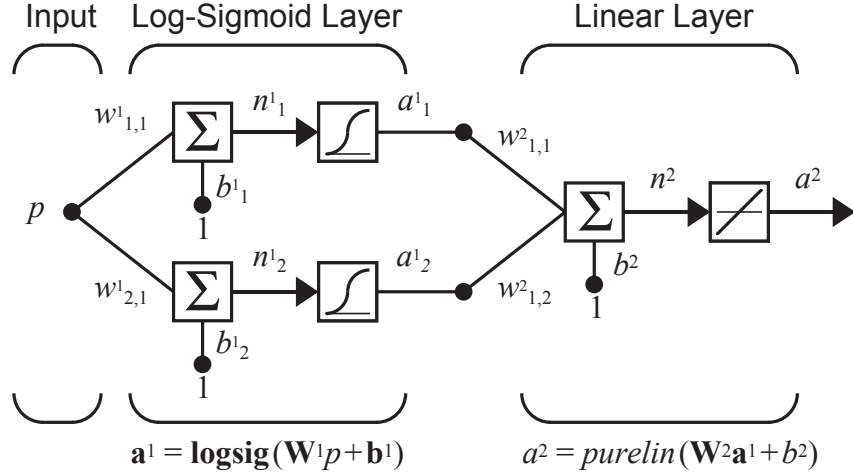 Input Log-Sigmoid Layer Linear Layer
w¹₁,₁ Σ n¹₁ a¹₁ w²₁,₁
b¹₁
1
p Σ n² a²
w¹₂,₁ Σ n¹₂ a¹₂ w²₁,₂
b²
1
b¹₂
1
a¹ = logsig(W¹p+b¹) a² = purelin(W²a¹+b²)